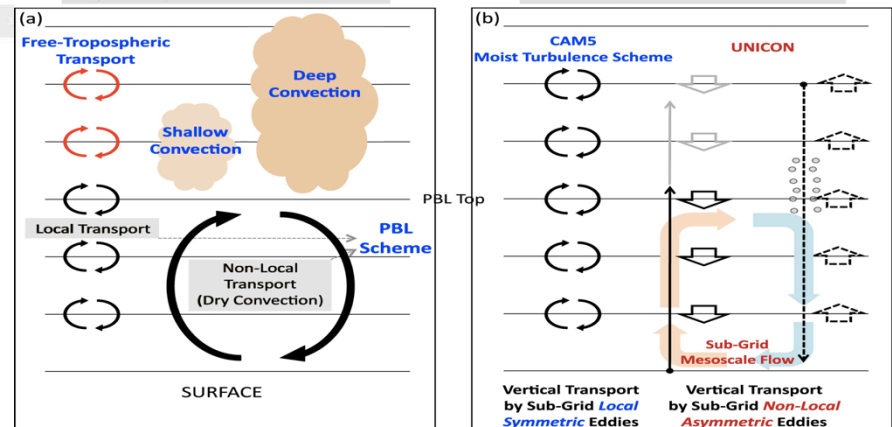 (a)
Free-Tropospheric
Transport
Deep
Convection
Shallow
Convection
PBL Top
Local Transport
PBL
Scheme
Non-Local
Transport
(Dry Convection)
SURFACE
(b)
CAM5
Moist Turbulence Scheme
UNICON
Sub-Grid
Mesoscale Flow
Vertical Transport
by Sub-Grid Local
Symmetric Eddies
Vertical Transport
by Sub-Grid Non-Local
Asymmetric Eddies